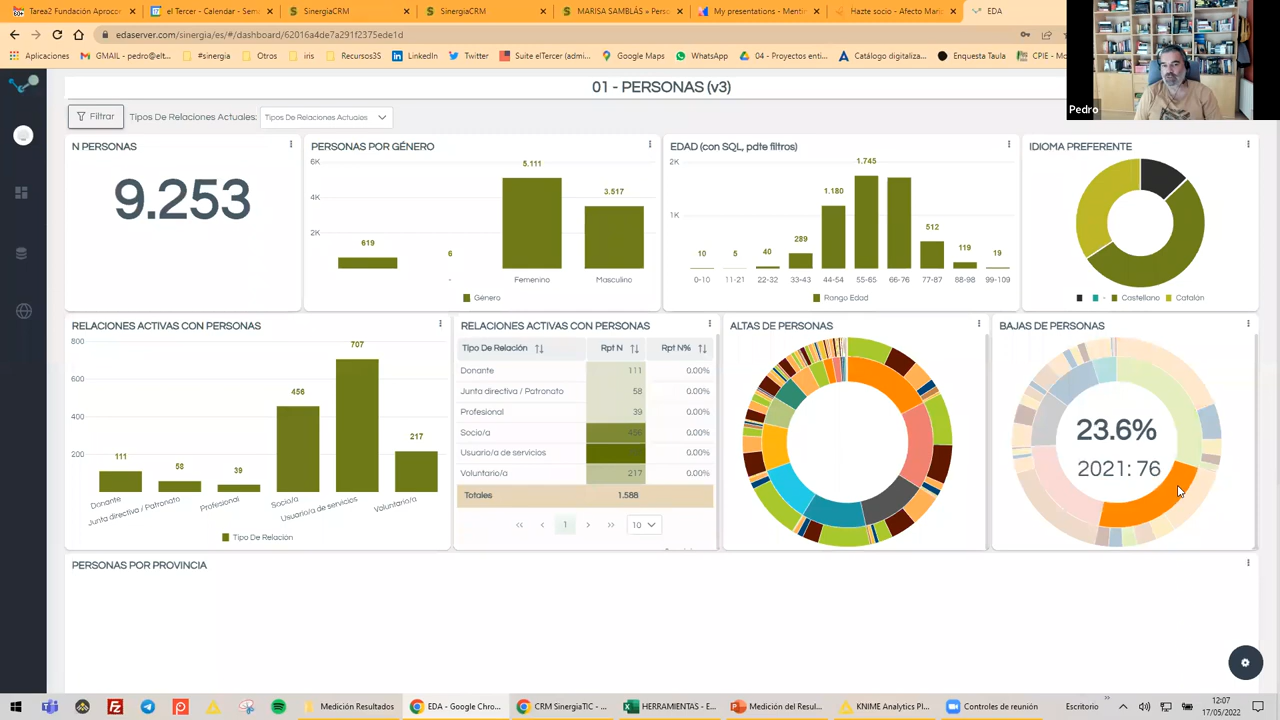 Tarea2 Fundación Aproco
el Tercer - Calendar - Sem
SinergiaCRM
SinergiaCRM
MARISA SAMBLÁS » Perso
My presentations - Mentin
Hazte socio - Afecto Mari
EDA
edaserver.com/sinergia/es/#/dashboard/62016a4de7a291f2375ede1d
Aplicaciones
GMAIL - pedro@elt...
#sinergia
Otros
iris
Recursos3S
LinkedIn
Twitter
Suite elTercer (admi...
Google Maps
WhatsApp
04 - Proyectos enti...
Catálogo digitaliza...
Enquesta Taula
CPIE - Mo
Pedro
01 - PERSONAS (v3)
Filtrar
Tipos De Relaciones Actuales:
Tipos De Relaciones Actuales
N PERSONAS
9.253
PERSONAS POR GÉNERO
6K
4K
2K
619
6
5.111
3.517
-
Femenino
Masculino
Género
EDAD (con SQL, pdte filtros)
2K
1K
10
5
40
289
1.180
1.745
512
119
19
0-10
11-21
22-32
33-43
44-54
55-65
66-76
77-87
88-98
99-109
Rango Edad
IDIOMA PREFERENTE
-
Castellano
Catalán
RELACIONES ACTIVAS CON PERSONAS
800
600
400
200
111
58
39
456
707
217
Donante
Junta directiva / Patronato
Profesional
Socio/a
Usuario/a de servicios
Voluntario/a
Tipo De Relación
RELACIONES ACTIVAS CON PERSONAS
Tipo De Relación Rpt N Rpt N%
Donante 111 0.00%
Junta directiva / Patronato 58 0.00%
Profesional 39 0.00%
Socio/a 456 0.00%
Usuario/a de servicios 0.00%
Voluntario/a 217 0.00%
Totales 1.588
1
10
ALTAS DE PERSONAS
BAJAS DE PERSONAS
23.6%
2021: 76
PERSONAS POR PROVINCIA
Medición Resultados
EDA - Google Chro...
CRM SinergiaTIC - ...
HERRAMIENTAS - E...
Medición del Resul...
KNIME Analytics Pl...
Controles de reunión
Escritorio
12:07
17/05/2022